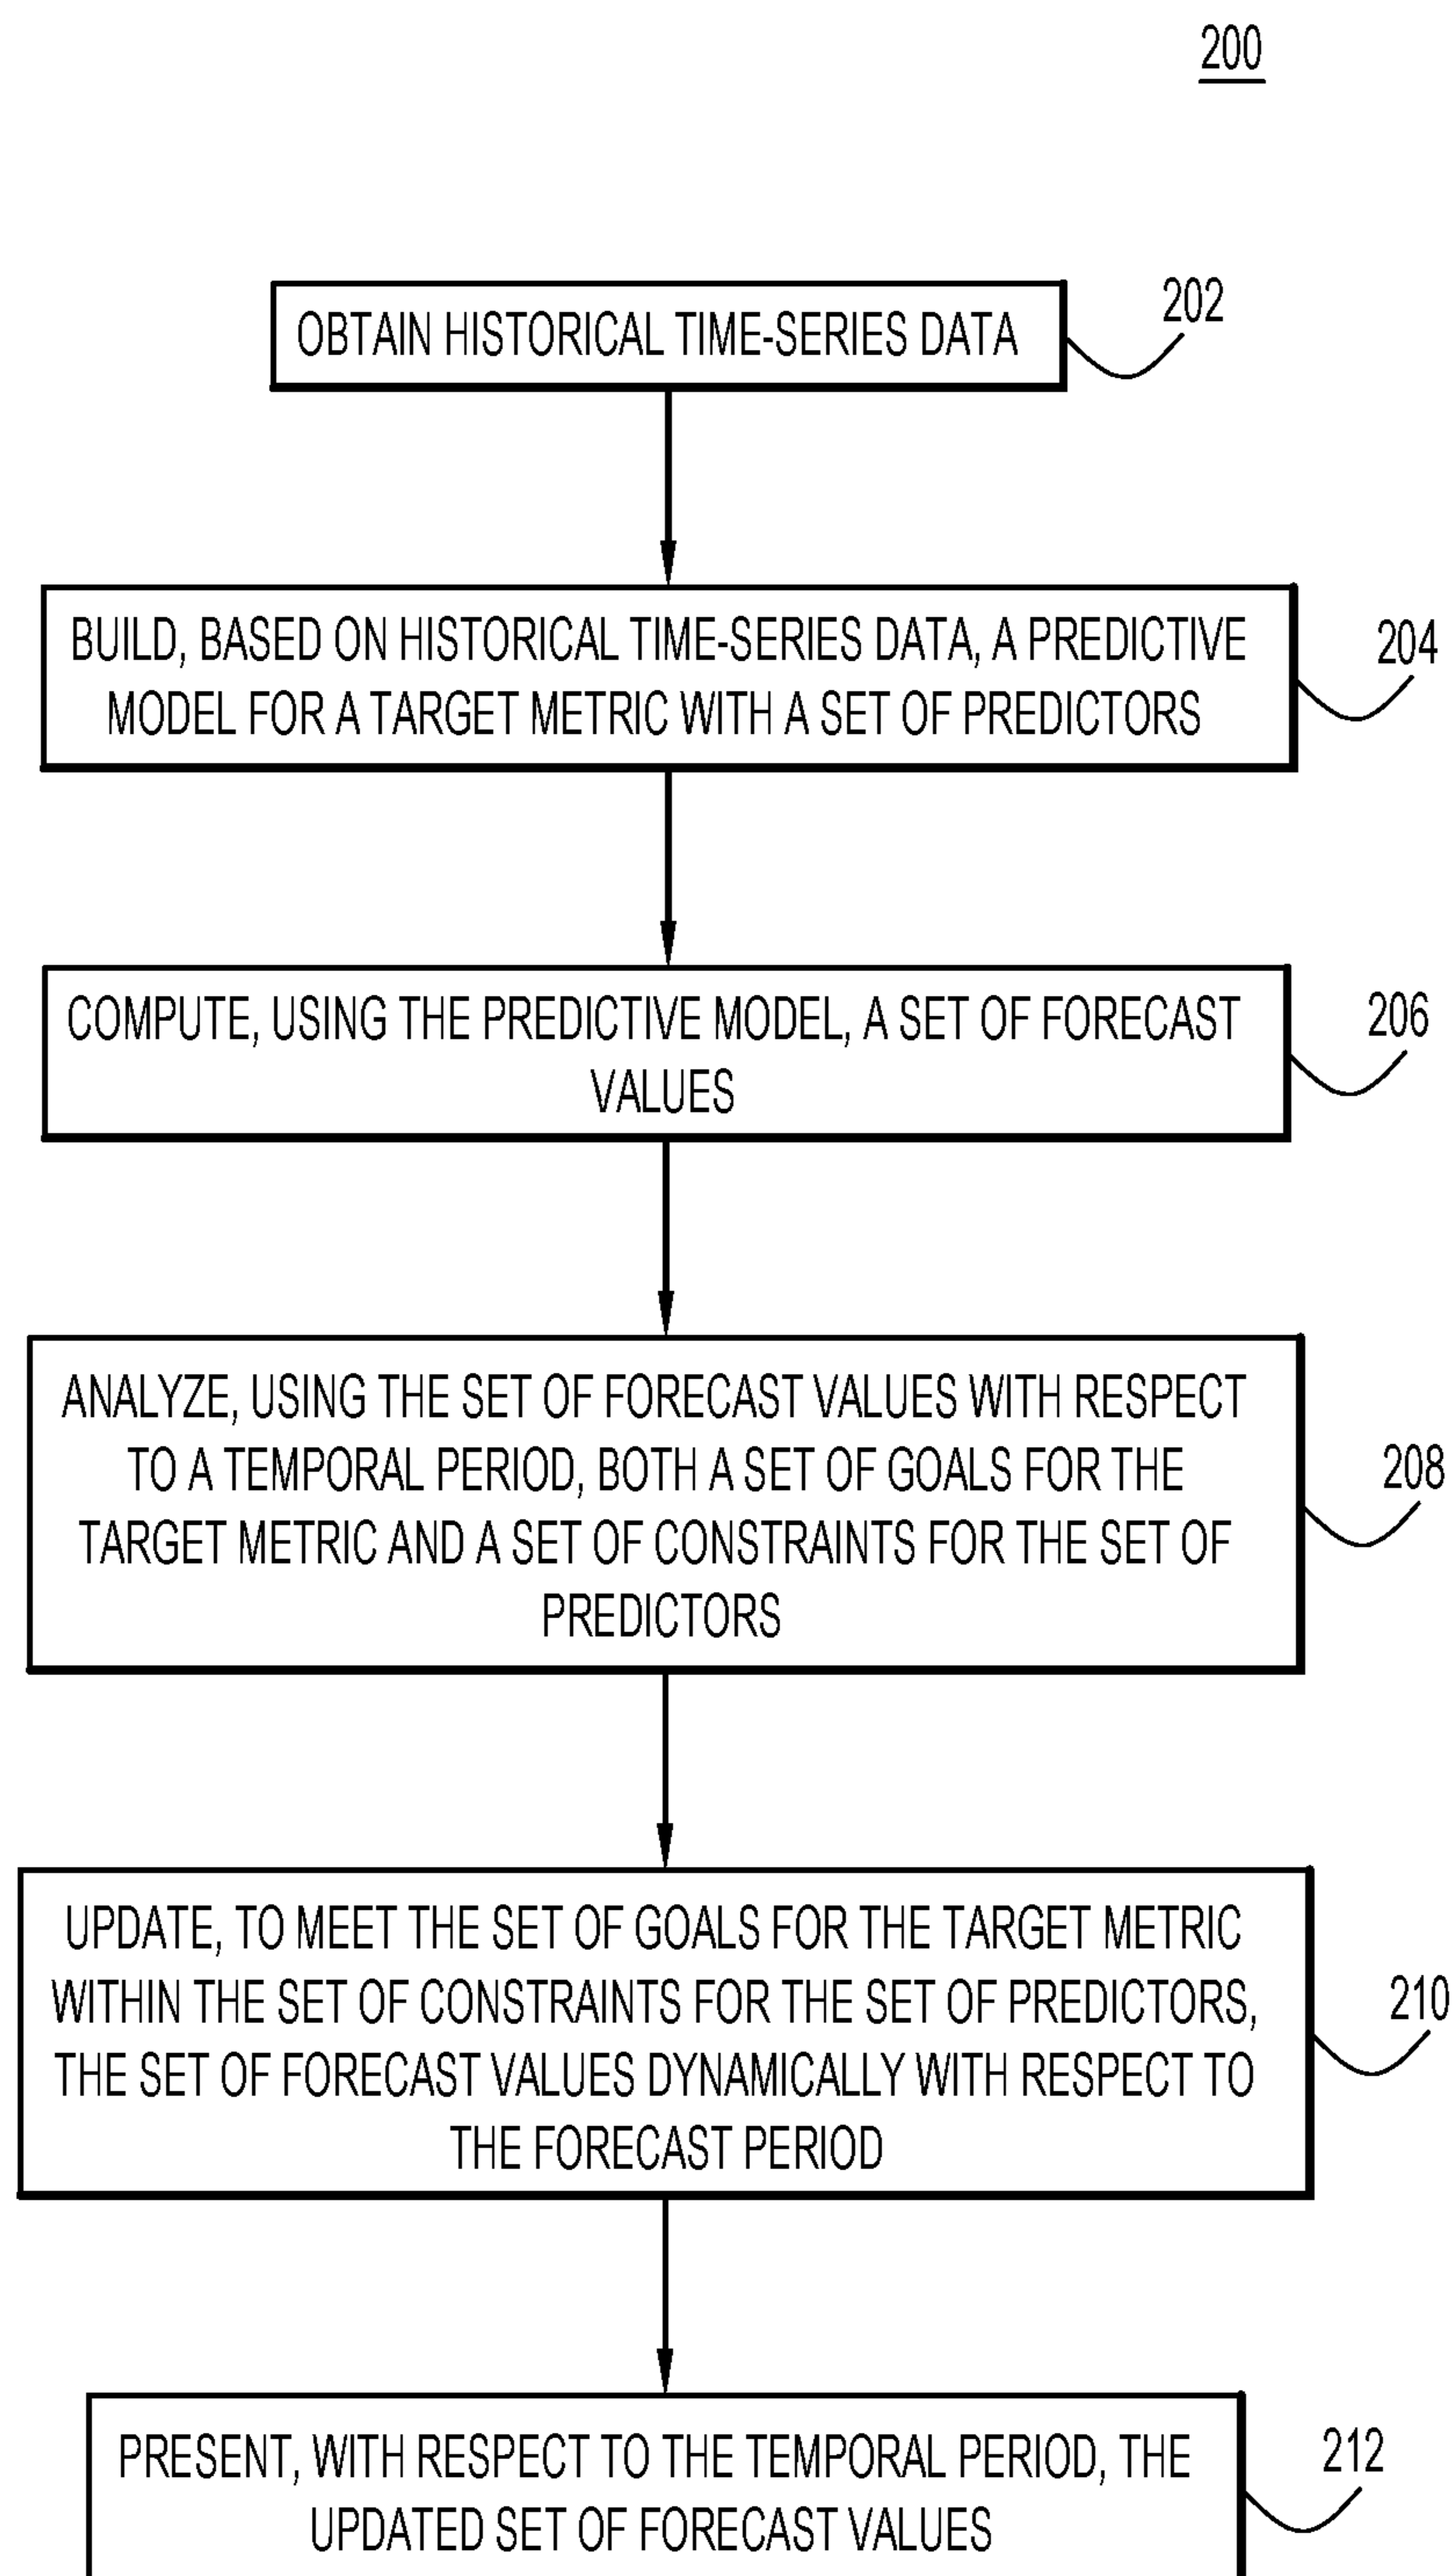 200
OBTAIN HISTORICAL TIME-SERIES DATA
202
BUILD, BASED ON HISTORICAL TIME-SERIES DATA, A PREDICTIVE
MODEL FOR A TARGET METRIC WITH A SET OF PREDICTORS
204
COMPUTE, USING THE PREDICTIVE MODEL, A SET OF FORECAST
VALUES
206
ANALYZE, USING THE SET OF FORECAST VALUES WITH RESPECT
TO A TEMPORAL PERIOD, BOTH A SET OF GOALS FOR THE
TARGET METRIC AND A SET OF CONSTRAINTS FOR THE SET OF
PREDICTORS
208
UPDATE, TO MEET THE SET OF GOALS FOR THE TARGET METRIC
WITHIN THE SET OF CONSTRAINTS FOR THE SET OF PREDICTORS,
THE SET OF FORECAST VALUES DYNAMICALLY WITH RESPECT TO
THE FORECAST PERIOD
210
PRESENT, WITH RESPECT TO THE TEMPORAL PERIOD, THE
UPDATED SET OF FORECAST VALUES
212